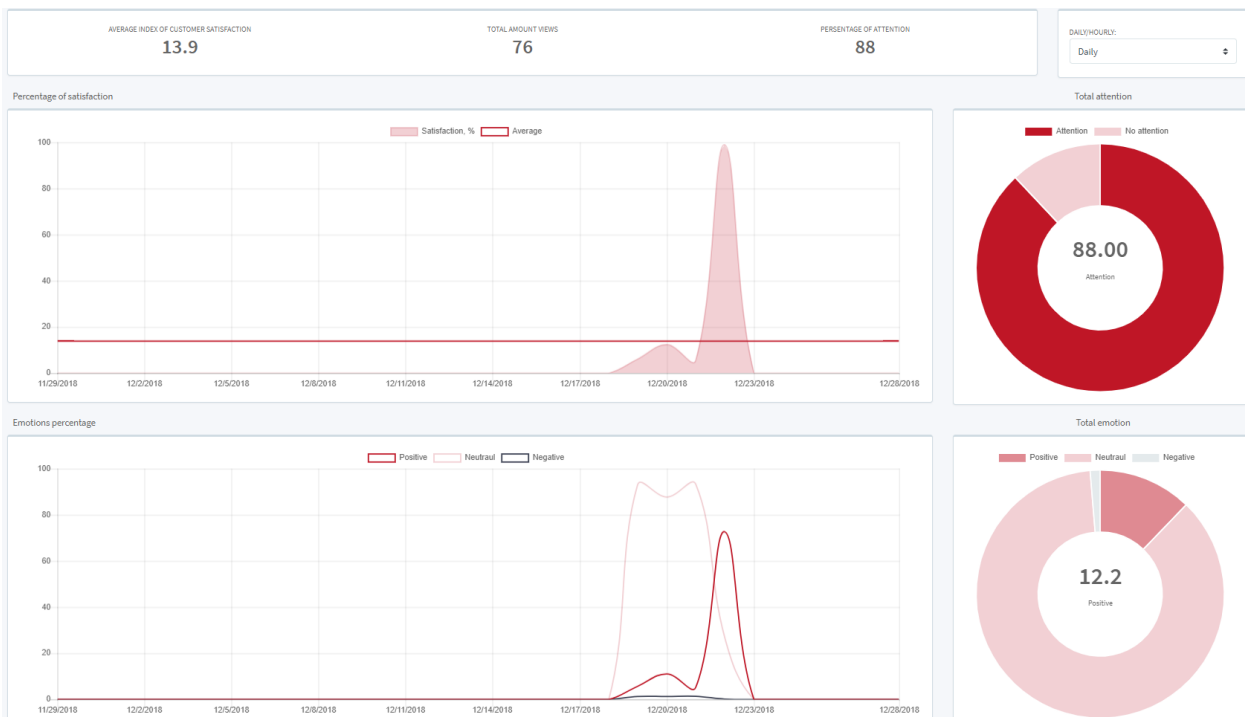 AVERAGE INDEX OF CUSTOMER SATISFACTION
13.9
TOTAL AMOUNT VIEWS
76
PERSENTAGE OF ATTENTION
88
DAILY/HOURLY:
Daily
Percentage of satisfaction
Satisfaction, % Average
100
80
60
40
20
0
11/29/2018 12/2/2018 12/5/2018 12/8/2018 12/11/2018 12/14/2018 12/17/2018 12/20/2018 12/23/2018 12/28/2018
Total attention
Attention No attention
88.00
Attention
Emotions percentage
Positive Neutraul Negative
100
80
60
40
20
0
11/29/2018 12/2/2018 12/5/2018 12/8/2018 12/11/2018 12/14/2018 12/17/2018 12/20/2018 12/23/2018 12/28/2018
Total emotion
Positive Neutraul Negative
12.2
Positive